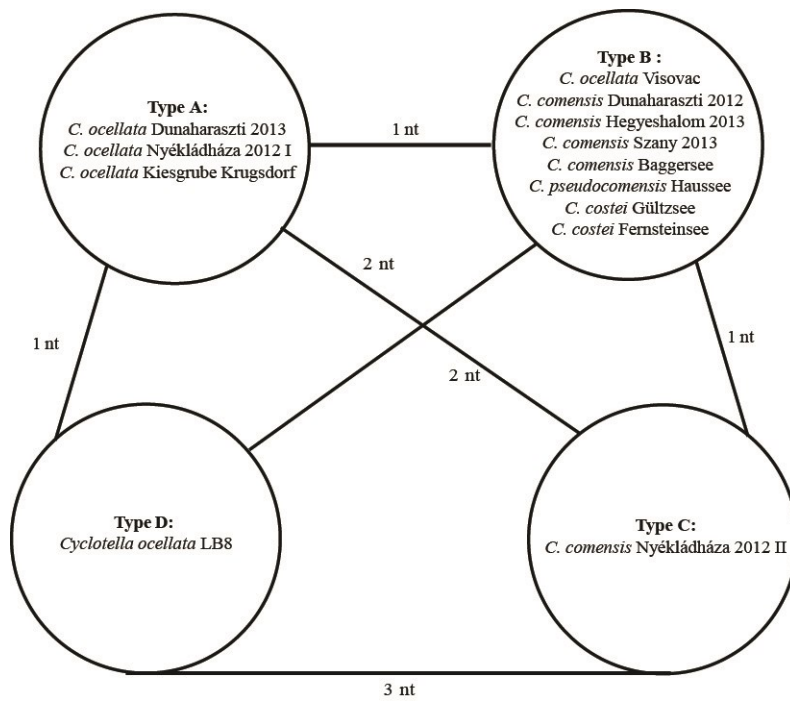 Type A:
C. ocellata Dunaharaszti 2013
C. ocellata Nyékládháza 2012 I
C. ocellata Kiesgrube Krugsdorf
1 nt
Type B :
C. ocellata Visovac
C. comensis Dunaharaszti 2012
C. comensis Hegyeshalom 2013
C. comensis Szany 2013
C. comensis Baggersee
C. pseudocomensis Haussee
C. costei Gültzsee
C. costei Fernsteinsee
2 nt
1 nt
1 nt
2 nt
Type D:
Cyclotella ocellata LB8
Type C:
C. comensis Nyékládháza 2012 II
3 nt